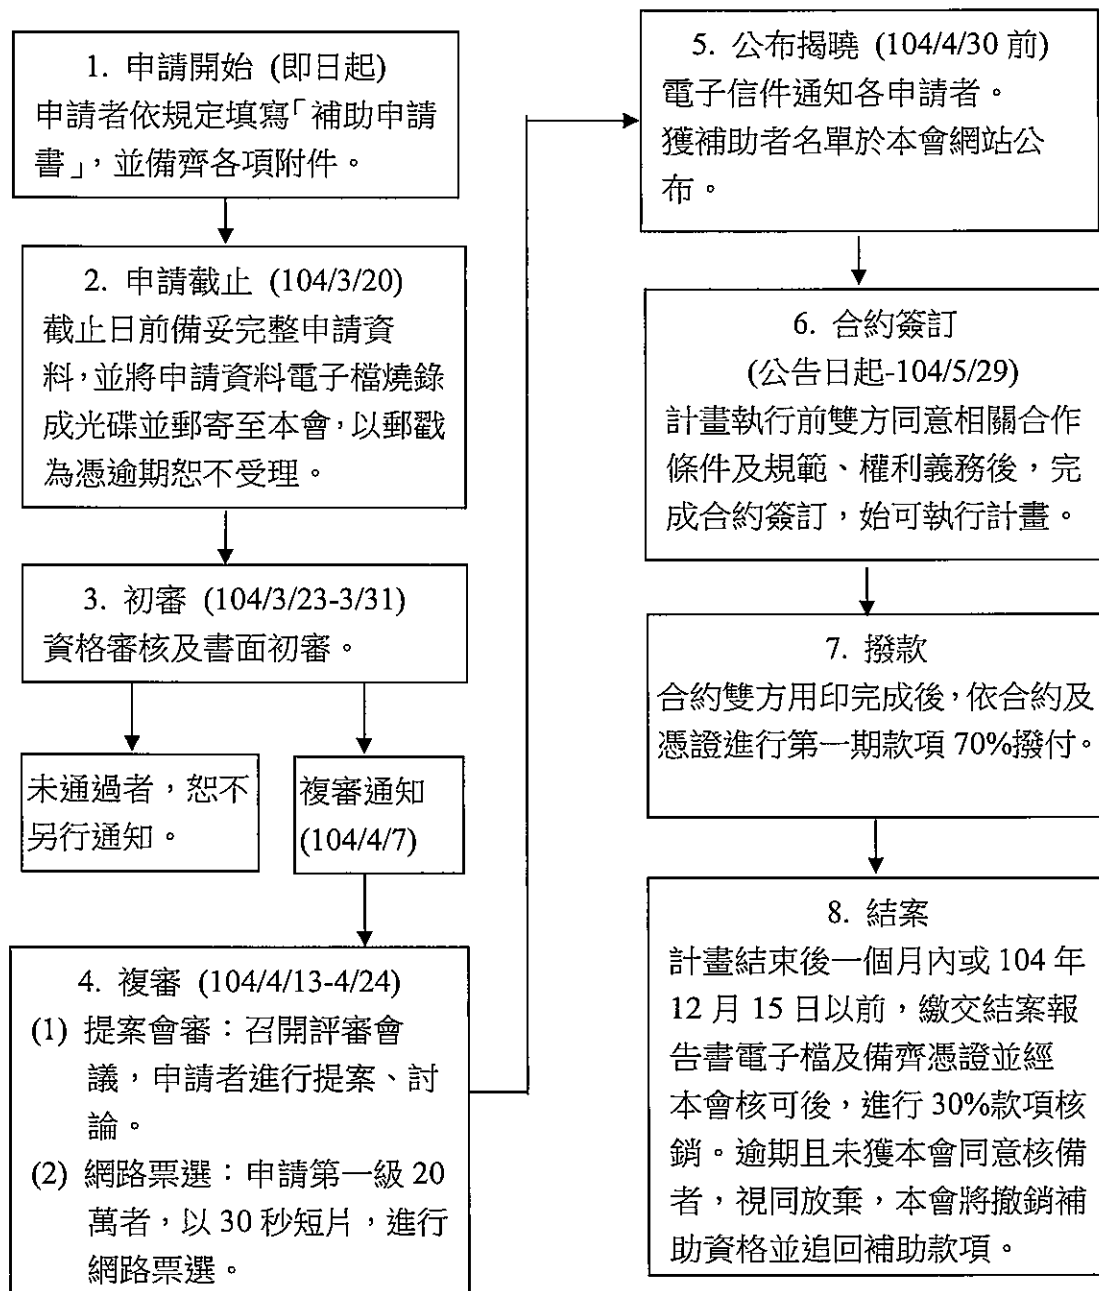 1. 申請開始 (即日起)
申請者依規定填寫「補助申請
書」，並備齊各項附件。
2. 申請截止 (104/3/20)
截止日前備妥完整申請資
料，並將申請資料電子檔燒錄
成光碟並郵寄至本會，以郵戳
為憑逾期恕不受理。
3. 初審 (104/3/23-3/31)
資格審核及書面初審。
未通過者，恕不
另行通知。
複審通知
(104/4/7)
4. 複審 (104/4/13-4/24)
(1) 提案會審：召開評審會
議，申請者進行提案、討
論。
(2) 網路票選：申請第一級 20
萬者，以 30 秒短片，進行
網路票選。
5. 公布揭曉 (104/4/30 前)
電子信件通知各申請者。
獲補助者名單於本會網站公
布。
6. 合約簽訂
(公告日起-104/5/29)
計畫執行前雙方同意相關合作
條件及規範、權利義務後，完
成合約簽訂，始可執行計畫。
7. 撥款
合約雙方用印完成後，依合約及
憑證進行第一期款項 70%撥付。
8. 結案
計畫結束後一個月內或 104 年
12 月 15 日以前，繳交結案報
告書電子檔及備齊憑證並經
本會核可後，進行 30%款項核
銷。逾期且未獲本會同意核備
者，視同放棄，本會將撤銷補
助資格並追回補助款項。